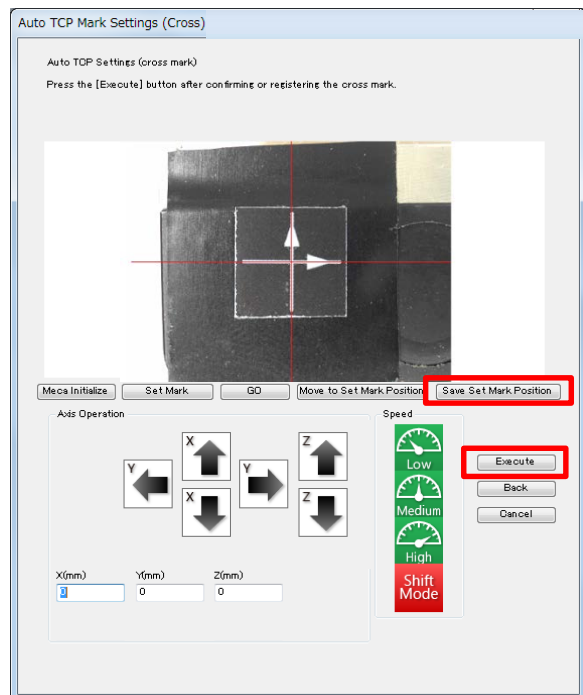 Auto TCP Mark Settings (Cross)
Auto TOP Settings (cross mark)
Press the [Execute] button after confirming or registering the cross mark.
Meca Initialize Set Mark GO Move to Set Mark Position Save Set Mark Position
Axis Operation Speed
X Z
Y Y
X Z
Low
Medium
High
Shift
Mode
Execute
Back
Cancel
X(mm) Y(mm) Z(mm)
0 0 0